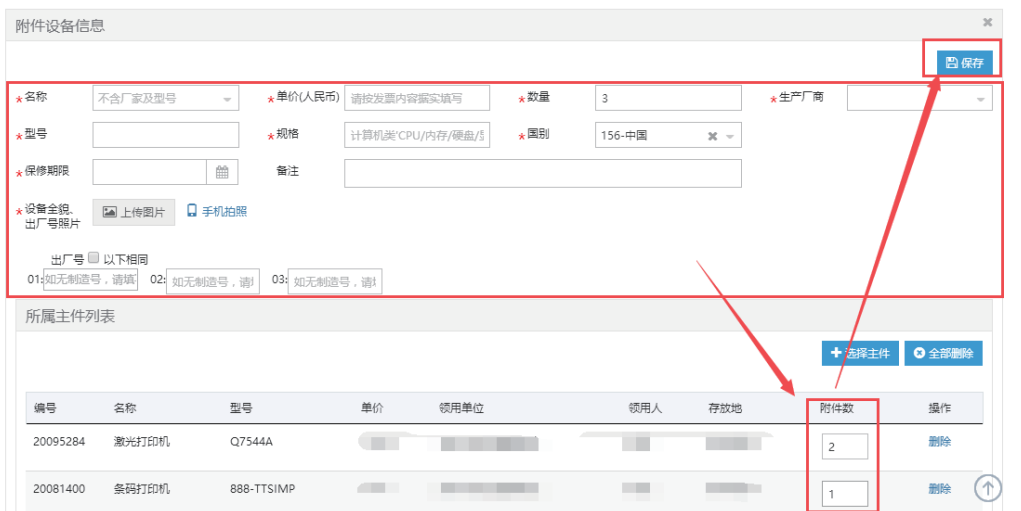 附件设备信息
保存
*名称 不含厂家及型号 *单价(人民币) 请按发票内容据实填写 *数量 3 *生产厂商
*型号 *规格 计算机类'CPU/内存/硬盘/ *国别 156-中国
*保修期限 备注
*设备全貌、
出厂号照片 上传图片 手机拍照
出厂号 以下相同
01:如无制造号，请填 02: 如无制造号，请 03: 如无制造号，请
所属主件列表
选择主件 全部删除
编号 名称 型号 单价 领用单位 领用人 存放地 附件数 操作
20095284 激光打印机 Q7544A 2 删除
20081400 条码打印机 888-TTSIMP 1 删除